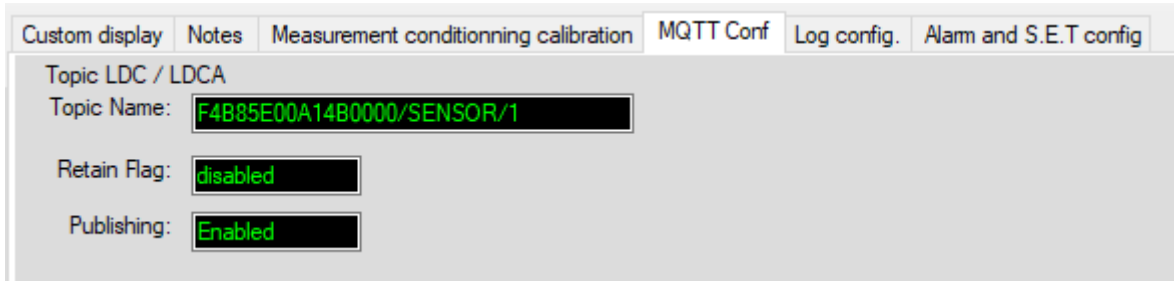 Custom display Notes Measurement conditionning calibration MQTT Conf Log config. Alarm and S.E.T config
Topic LDC / LDCA
Topic Name: F4B85E00A14B0000/SENSOR/1
Retain Flag: disabled
Publishing: Enabled